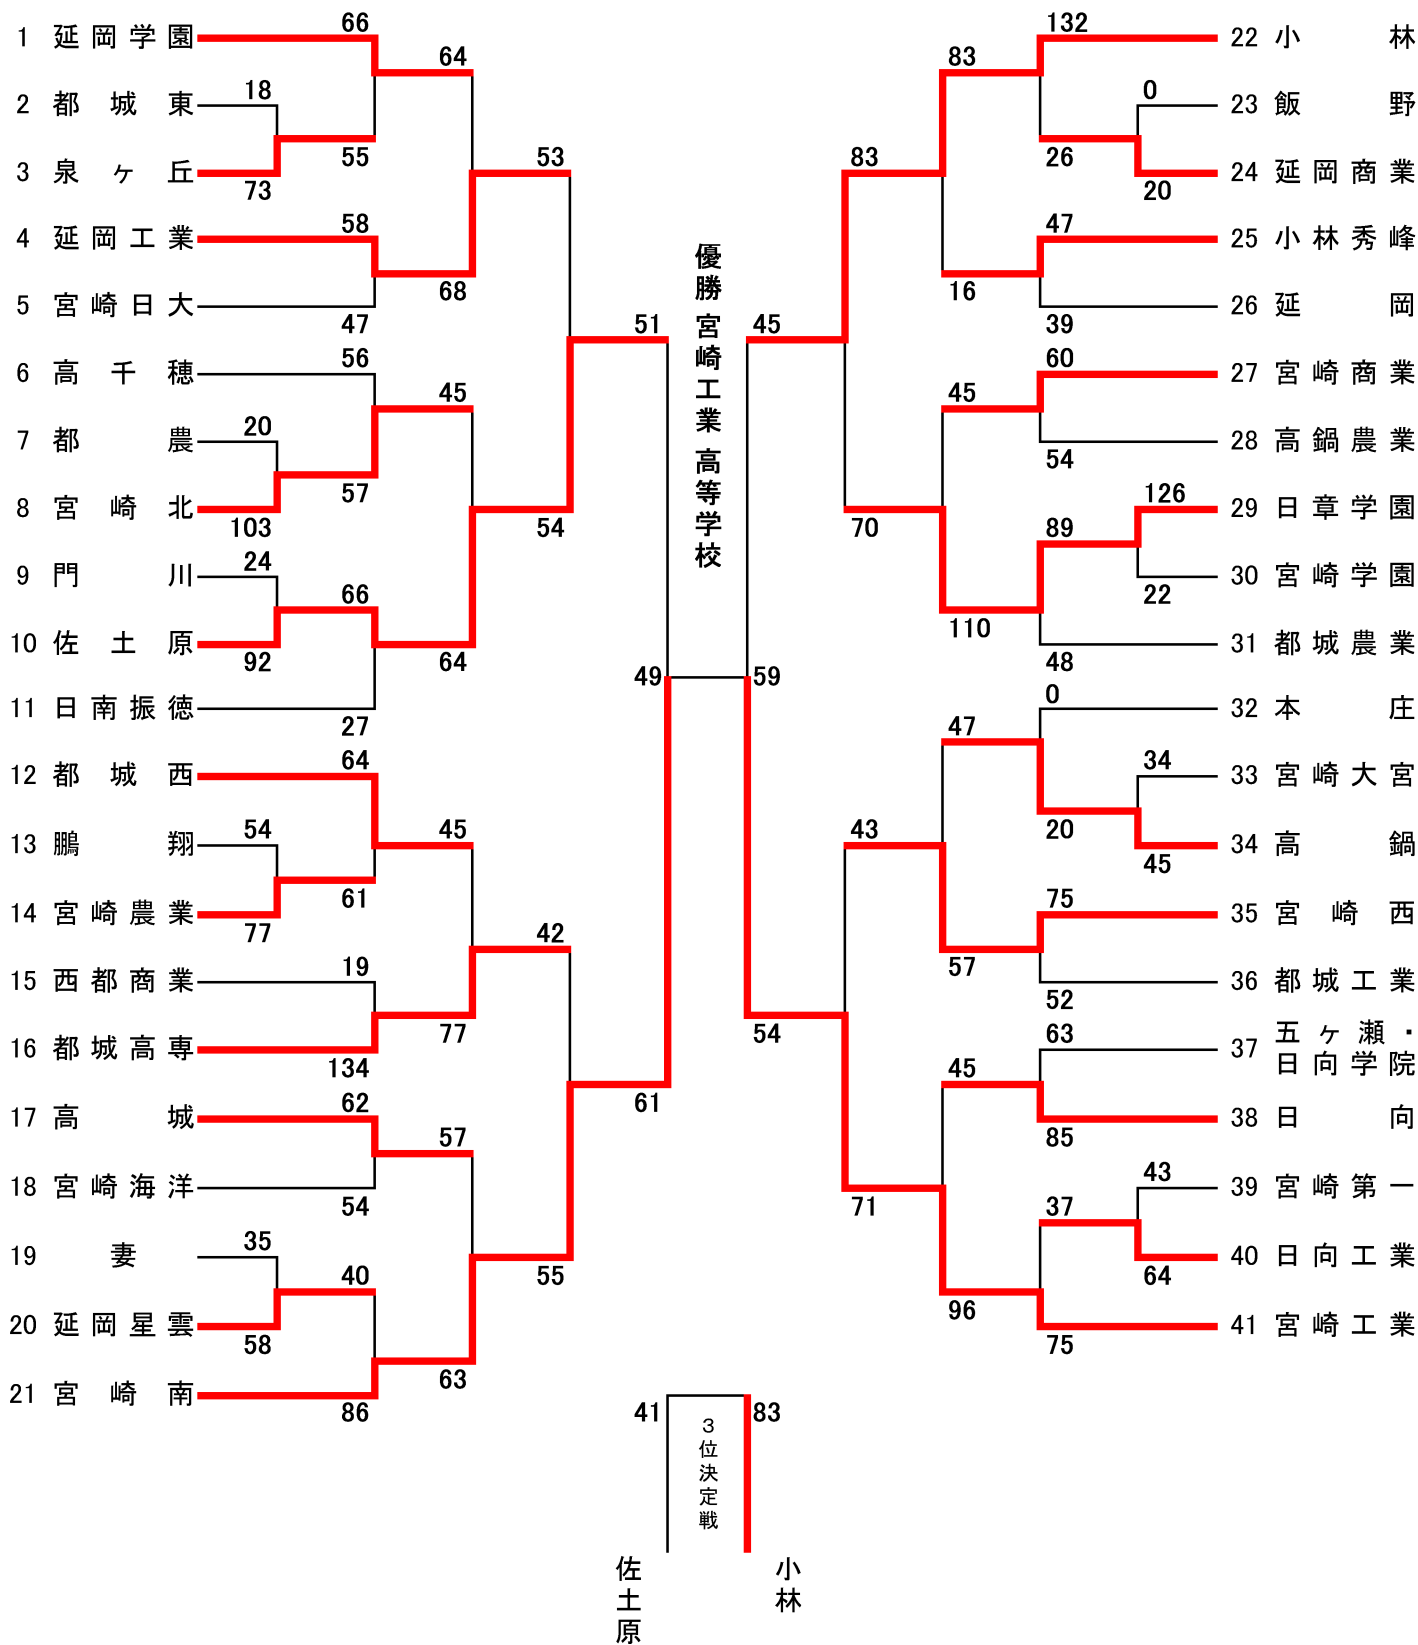 1 延岡学園 66
64
2 都城東 18
55
3 泉ヶ丘 73
53
4 延岡工業 58
68
5 宮崎日大 47
51
6 高千穂 56
45
7 都農 20
57
8 宮崎北 103
54
9 門川 24
66
10 佐土原 92
64
11 日南振徳 27
49
12 都城西 64
45
13 鵬翔 54
61
14 宮崎農業 77
42
15 西都商業 19
77
16 都城高専 134
61
17 高城 62
57
18 宮崎海洋 54
55
19 妻 35
40
20 延岡星雲 58
63
21 宮崎南 86
優勝 宮崎工業 高等学校
132 22 小林
83
0 23 飯野
26
20 24 延岡商業
83
47 25 小林秀峰
16
39 26 延岡
45
60 27 宮崎商業
45
54 28 高鍋農業
70
126 29 日章学園
89
22 30 宮崎学園
110
48 31 都城農業
59
0 32 本庄
47
34 33 宮崎大宮
20
45 34 高鍋
43
75 35 宮崎西
57
52 36 都城工業
54
63 37 五ヶ瀬・
日向学院
45
85 38 日向
71
43 39 宮崎第一
37
64 40 日向工業
96
75 41 宮崎工業
41 83
3位決定戦
佐土原
小林